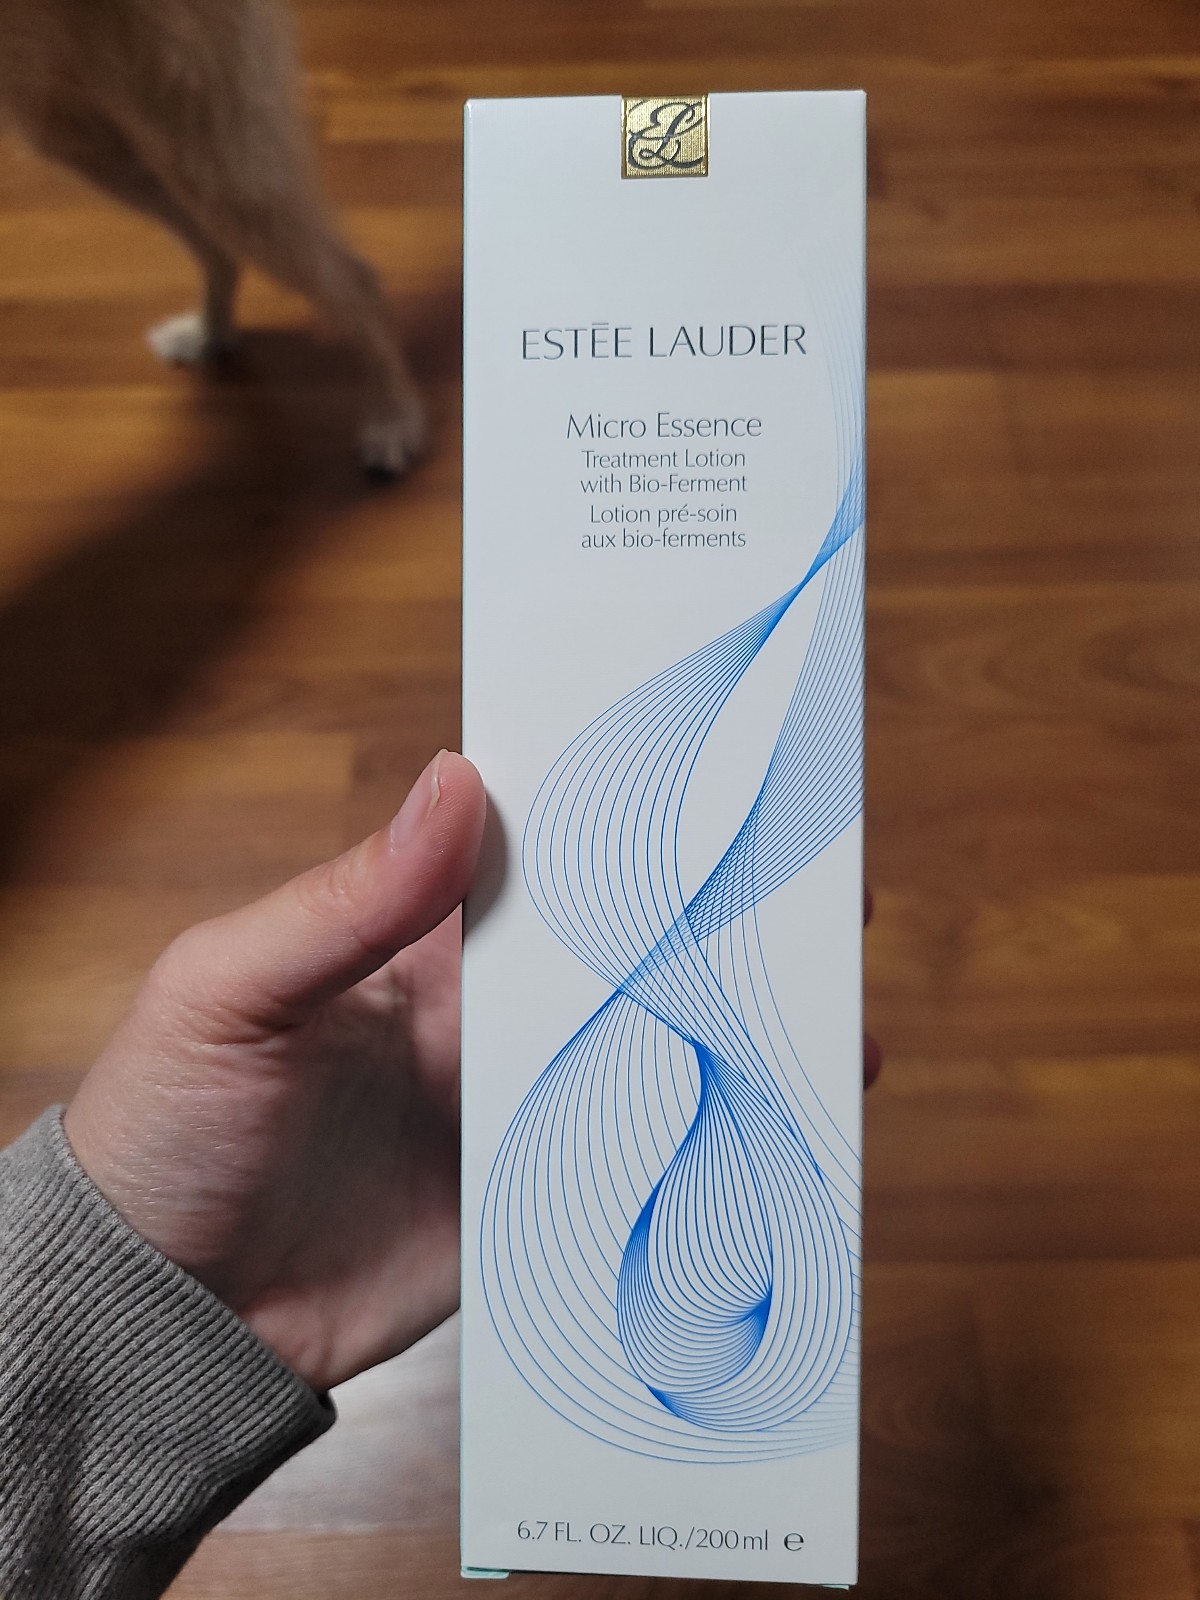 EL
ESTĒE LAUDER
Micro Essence
Treatment Lotion
with Bio-Ferment
Lotion pré-soin
aux bio-ferments
6.7 FL. OZ. LIQ./200ml ℮